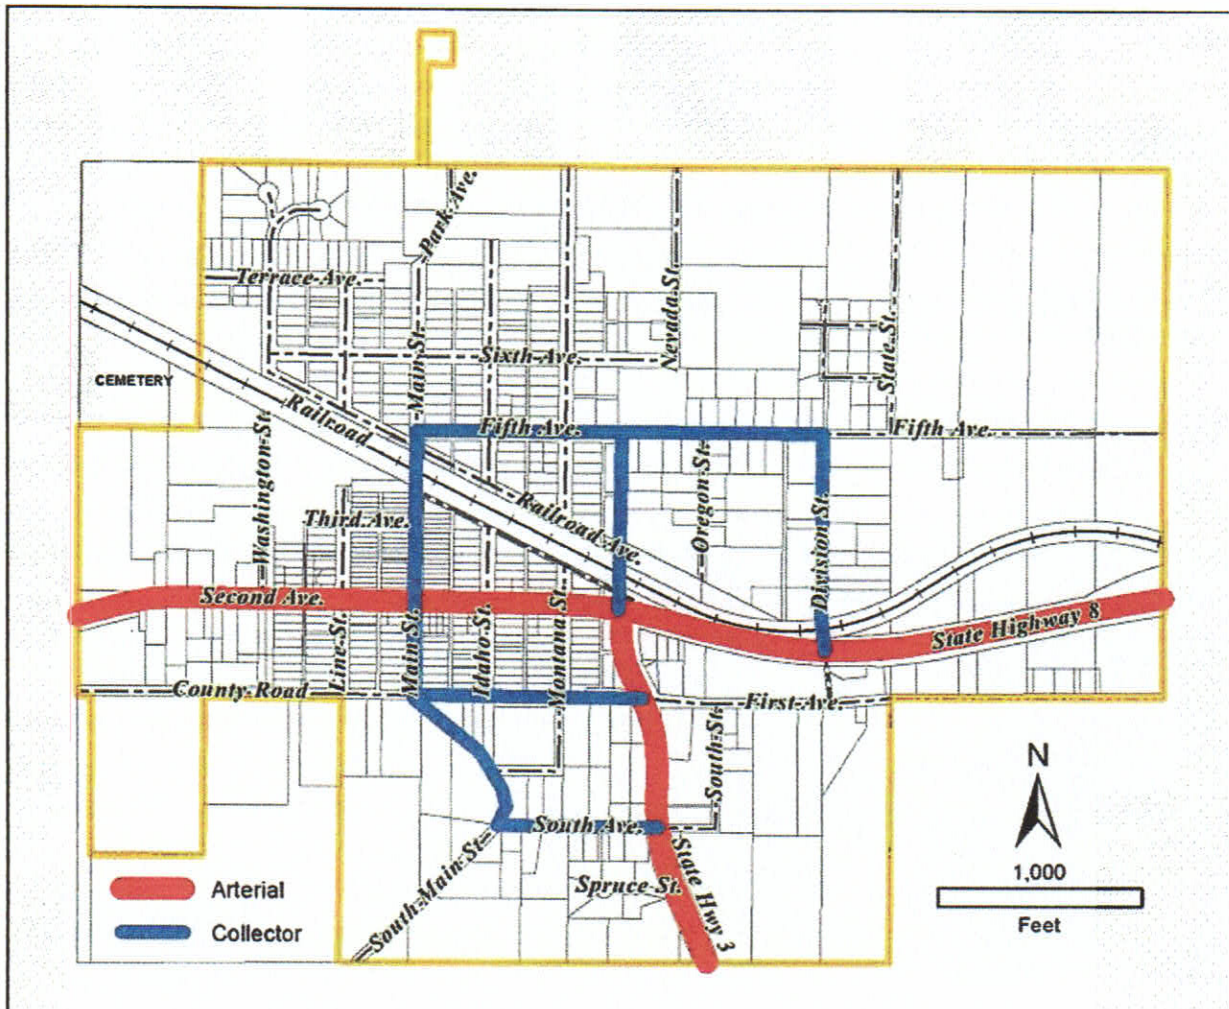 Park Ave.
Terrace Ave.
Nevada St.
Main St.
Sixth Ave.
State St.
CEMETERY
Railroad
Washington St.
Fifth Ave.
Fifth Ave.
Third Ave.
Railroad Ave.
Oregon St.
Division St.
Second Ave.
State Highway 8
Line St.
Main St.
Idaho St.
Montana St.
County Road
First Ave.
South St.
South Ave.
South Main St.
Spruce St.
State Hwy 3
Arterial
Collector
N
1,000
Feet